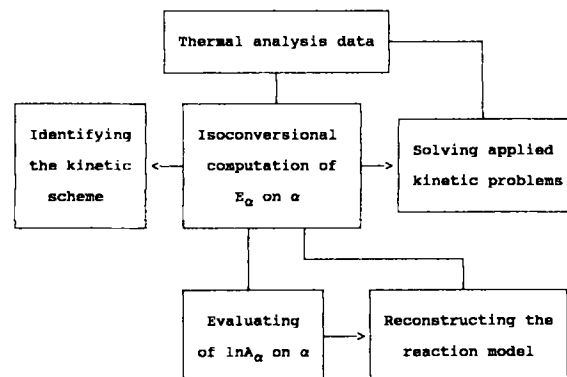 Thermal analysis data
Identifying
the kinetic
scheme
Isoconversional
computation of
Eα on α
Solving applied
kinetic problems
Evaluating
of lnAα on α
Reconstructing the
reaction model